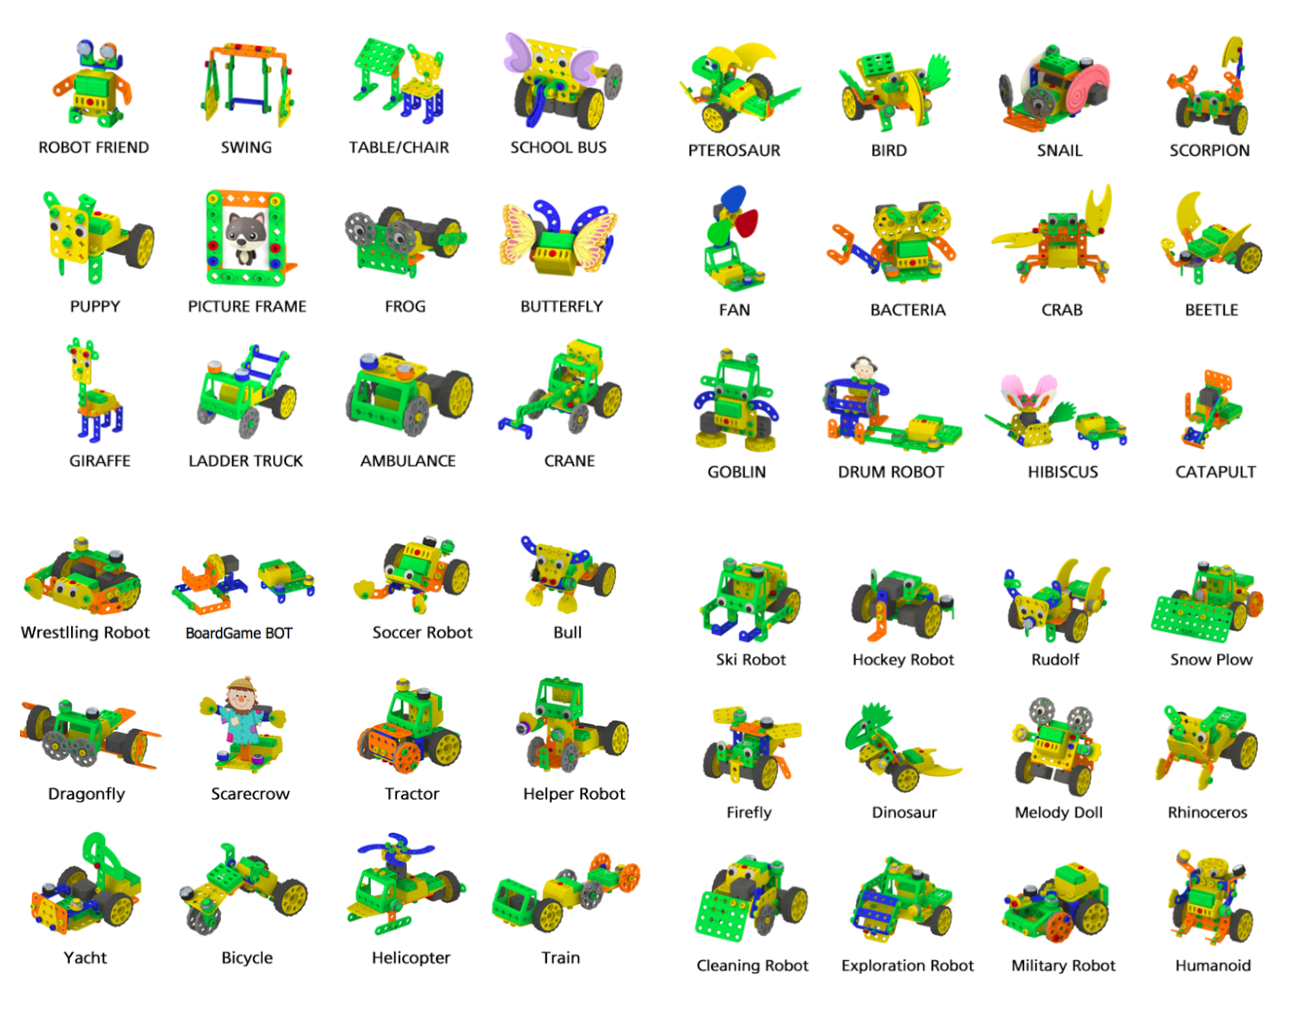 ROBOT FRIEND
SWING
TABLE/CHAIR
SCHOOL BUS
PTEROSAUR
BIRD
SNAIL
SCORPION
PUPPY
PICTURE FRAME
FROG
BUTTERFLY
FAN
BACTERIA
CRAB
BEETLE
GIRAFFE
LADDER TRUCK
AMBULANCE
CRANE
GOBLIN
DRUM ROBOT
HIBISCUS
CATAPULT
Wrestlling Robot
BoardGame BOT
Soccer Robot
Bull
Ski Robot
Hockey Robot
Rudolf
Snow Plow
Dragonfly
Scarecrow
Tractor
Helper Robot
Firefly
Dinosaur
Melody Doll
Rhinoceros
Yacht
Bicycle
Helicopter
Train
Cleaning Robot
Exploration Robot
Military Robot
Humanoid